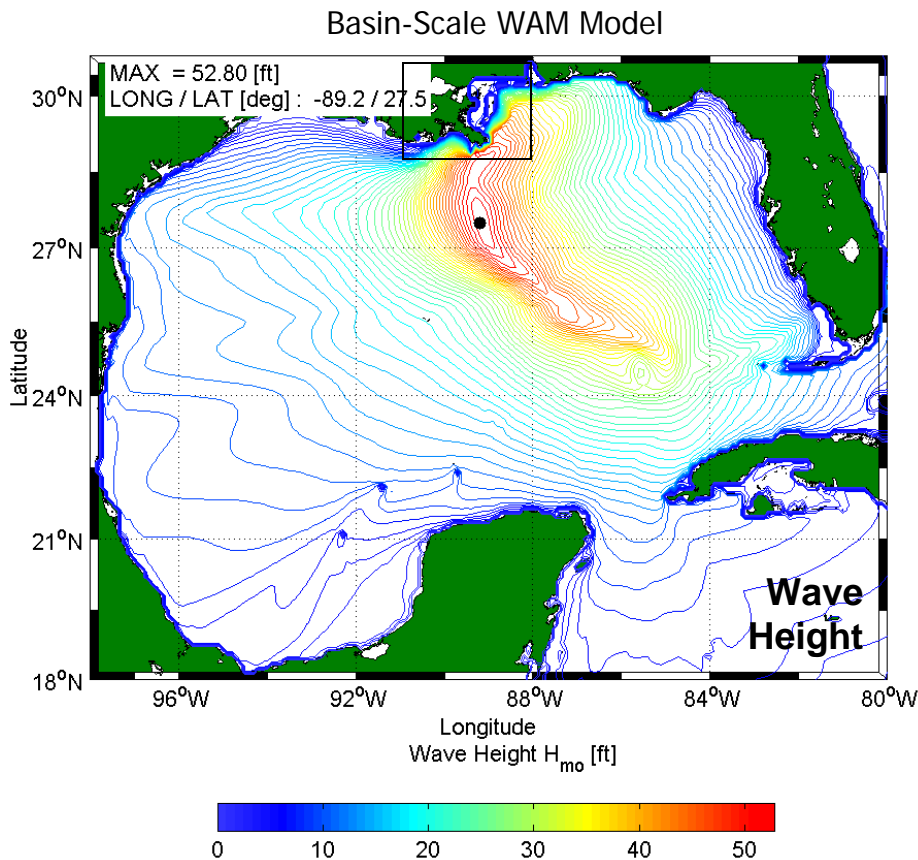 Basin-Scale WAM Model
MAX = 52.80 [ft]
LONG / LAT [deg] : -89.2 / 27.5
30°N
27°N
24°N
21°N
18°N
Latitude
Wave
Height
96°W 92°W 88°W 84°W 80°W
Longitude
Wave Height H_mo [ft]
0 10 20 30 40 50